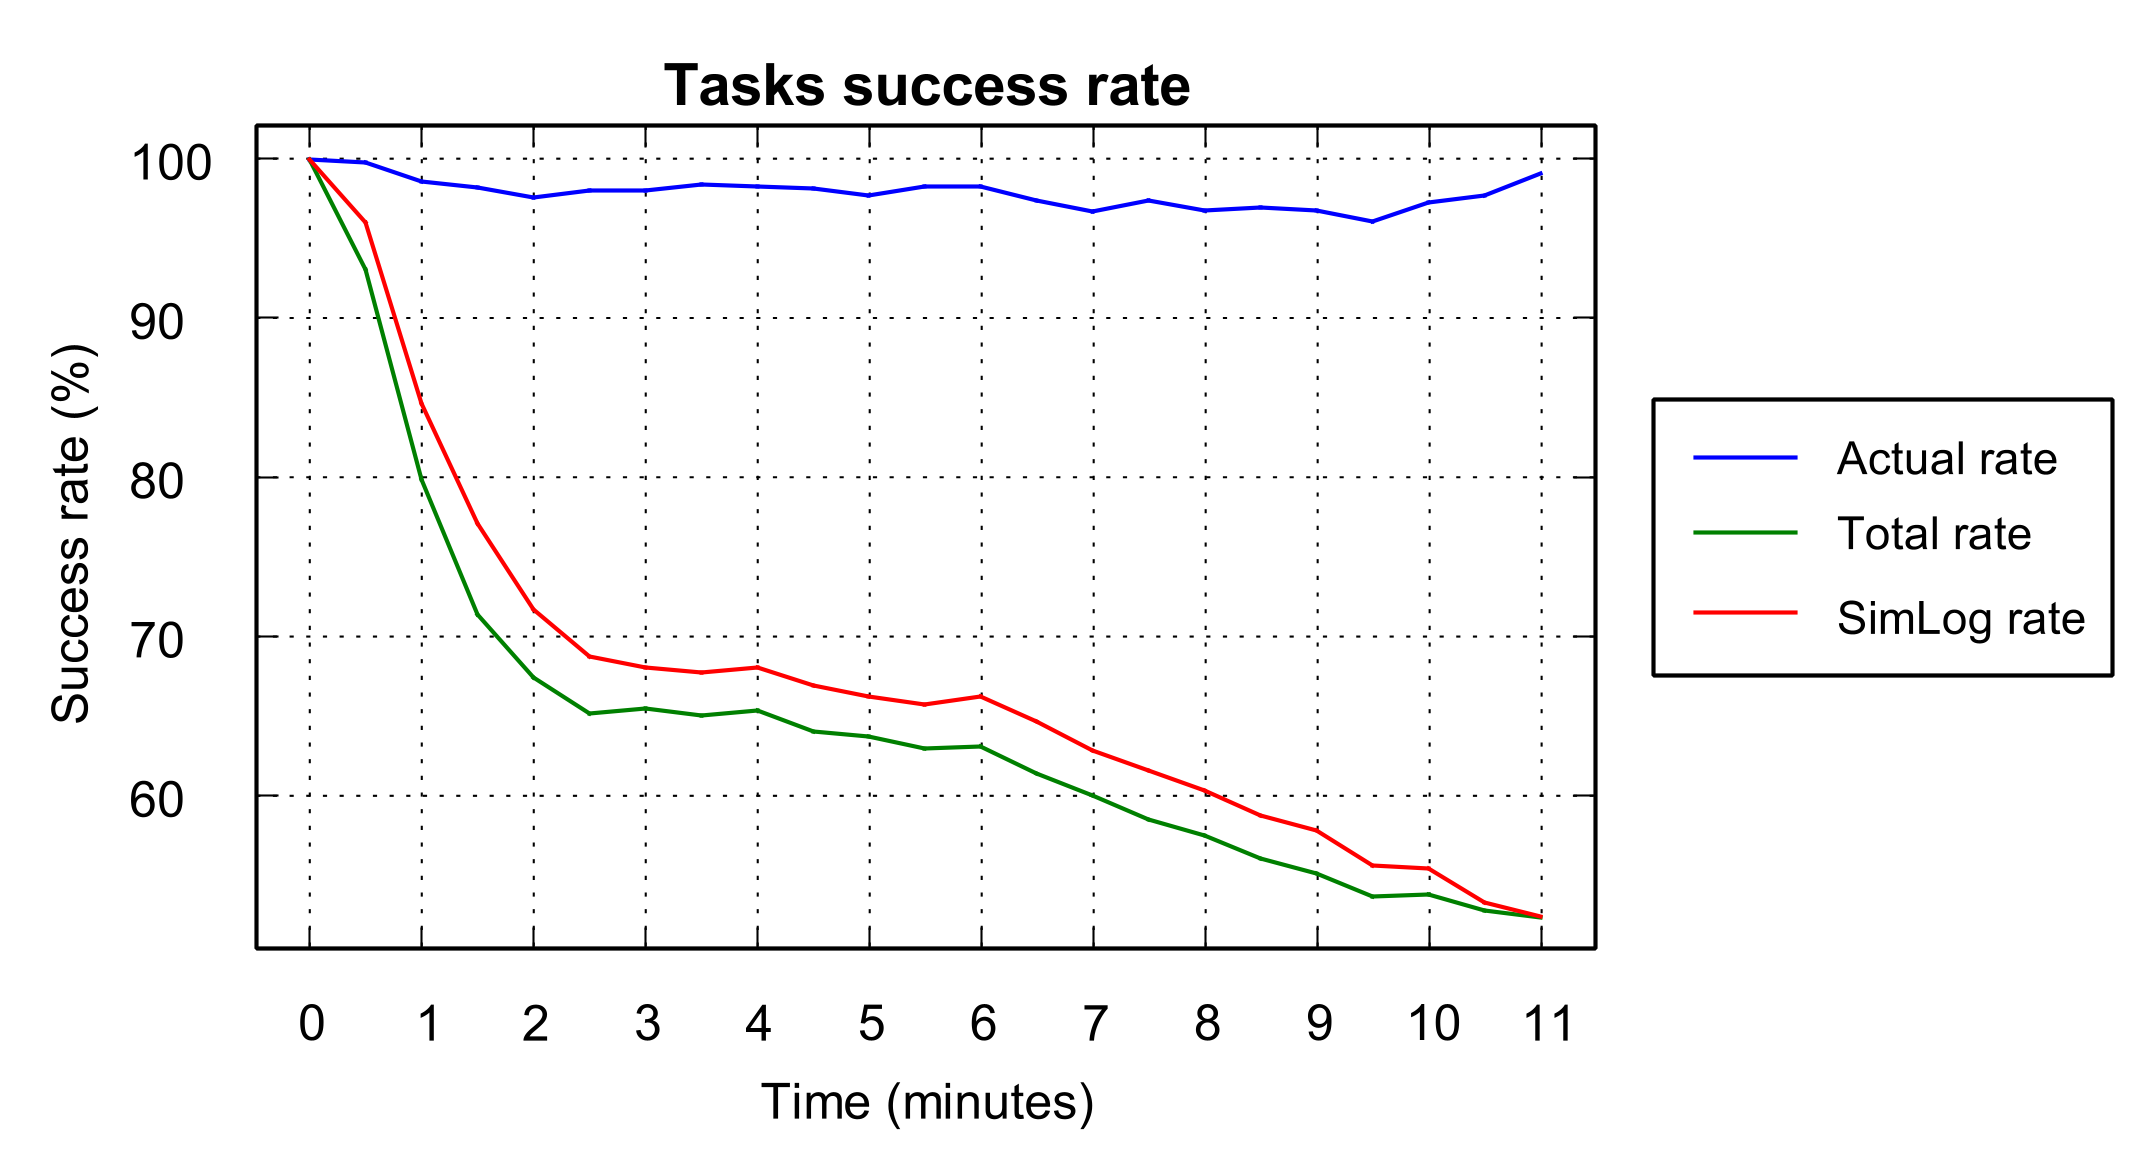 Tasks success rate
100
90
80
70
60
Success rate (%)
0 1 2 3 4 5 6 7 8 9 10 11
Time (minutes)
Actual rate
Total rate
SimLog rate